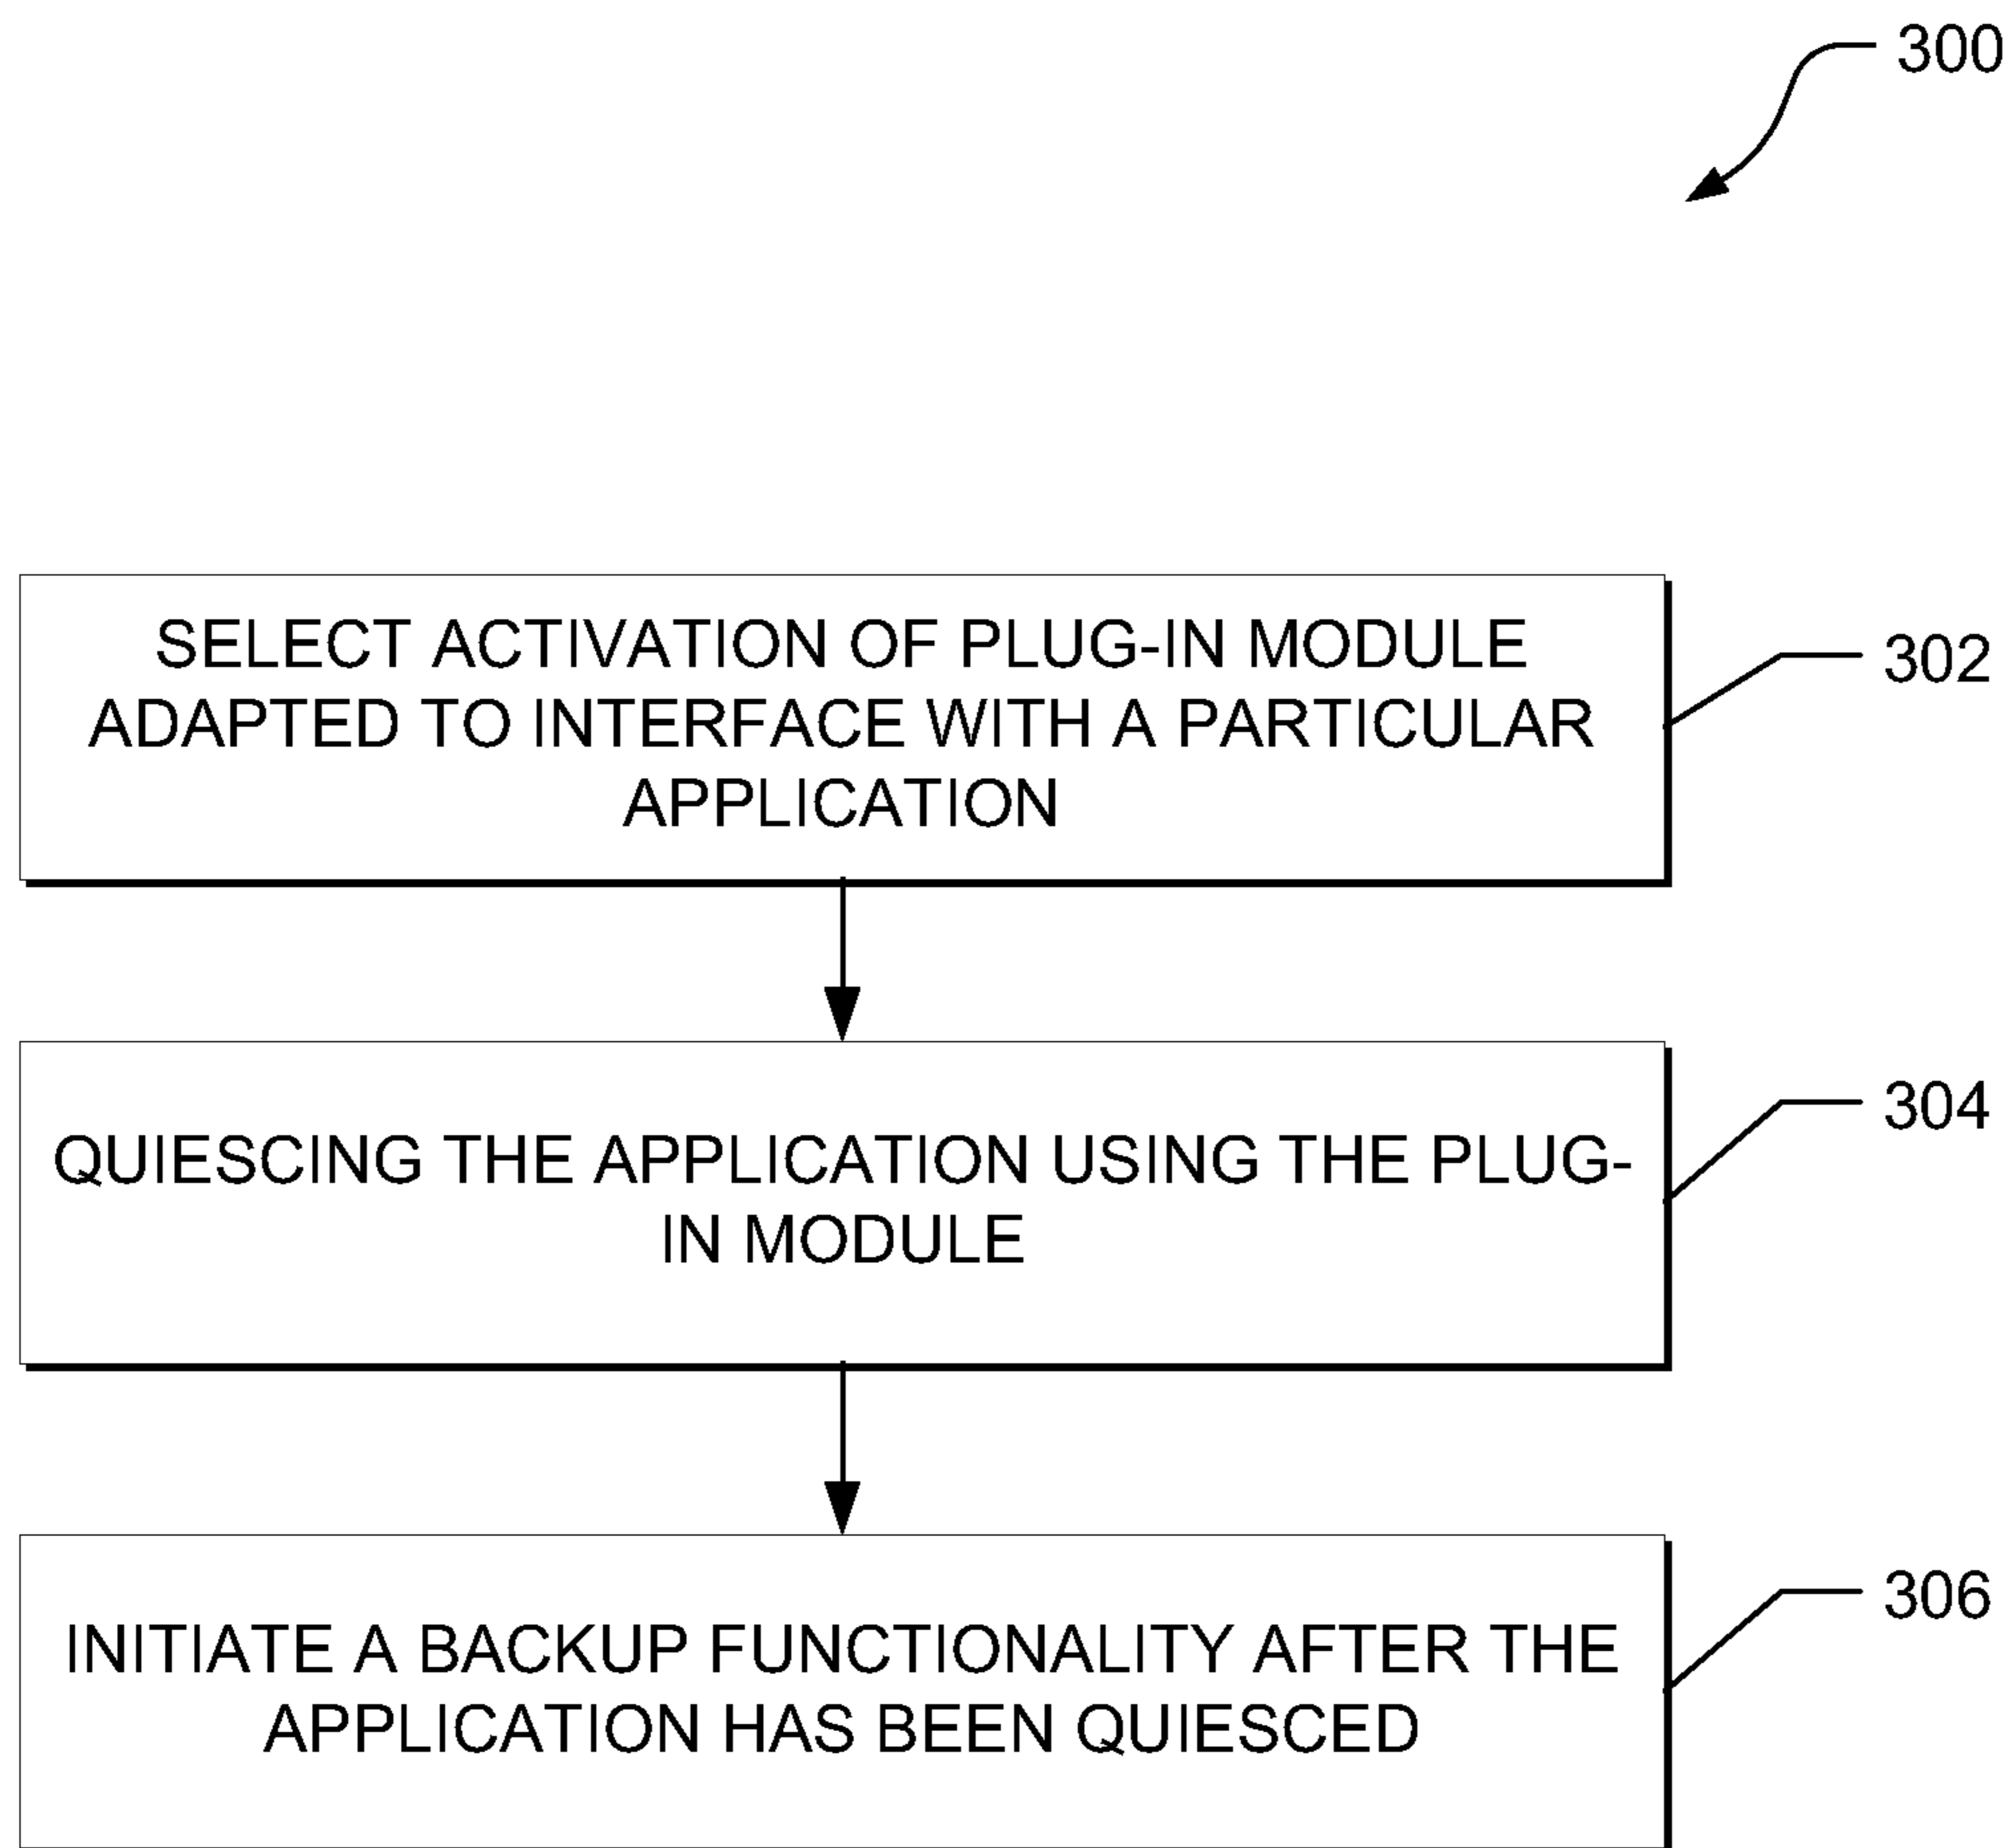 300
SELECT ACTIVATION OF PLUG-IN MODULE
ADAPTED TO INTERFACE WITH A PARTICULAR
APPLICATION
302
QUIESCING THE APPLICATION USING THE PLUG-
IN MODULE
304
INITIATE A BACKUP FUNCTIONALITY AFTER THE
APPLICATION HAS BEEN QUIESCED
306